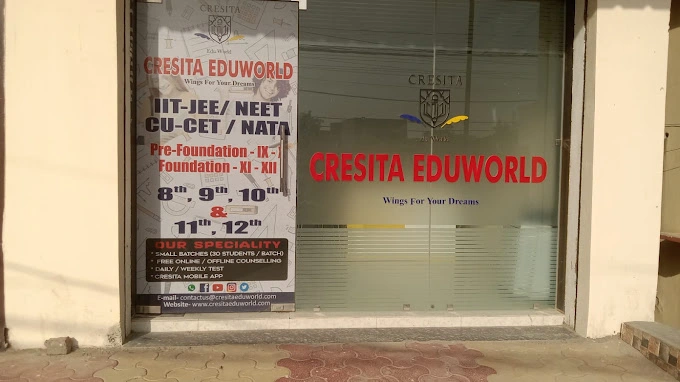 CRESITA
Edu World
CRESITA EDUWORLD
Wings For Your Dreams
IIT-JEE/ NEET
CU-CET / NATA
Pre-Foundation - IX -
Foundation - XI - XII
8th, 9th, 10th
&
11th, 12th
OUR SPECIALITY
* SMALL BATCHES (30 STUDENTS / BATCH)
* FREE ONLINE / OFFLINE COUNSELLING
* DAILY / WEEKLY TEST
* CRESITA MOBILE APP
E-mail- contactus@cresitaeduworld.com
Website- www.cresitaeduworld.com
CRESITA
CRESITA EDUWORLD
Wings For Your Dreams